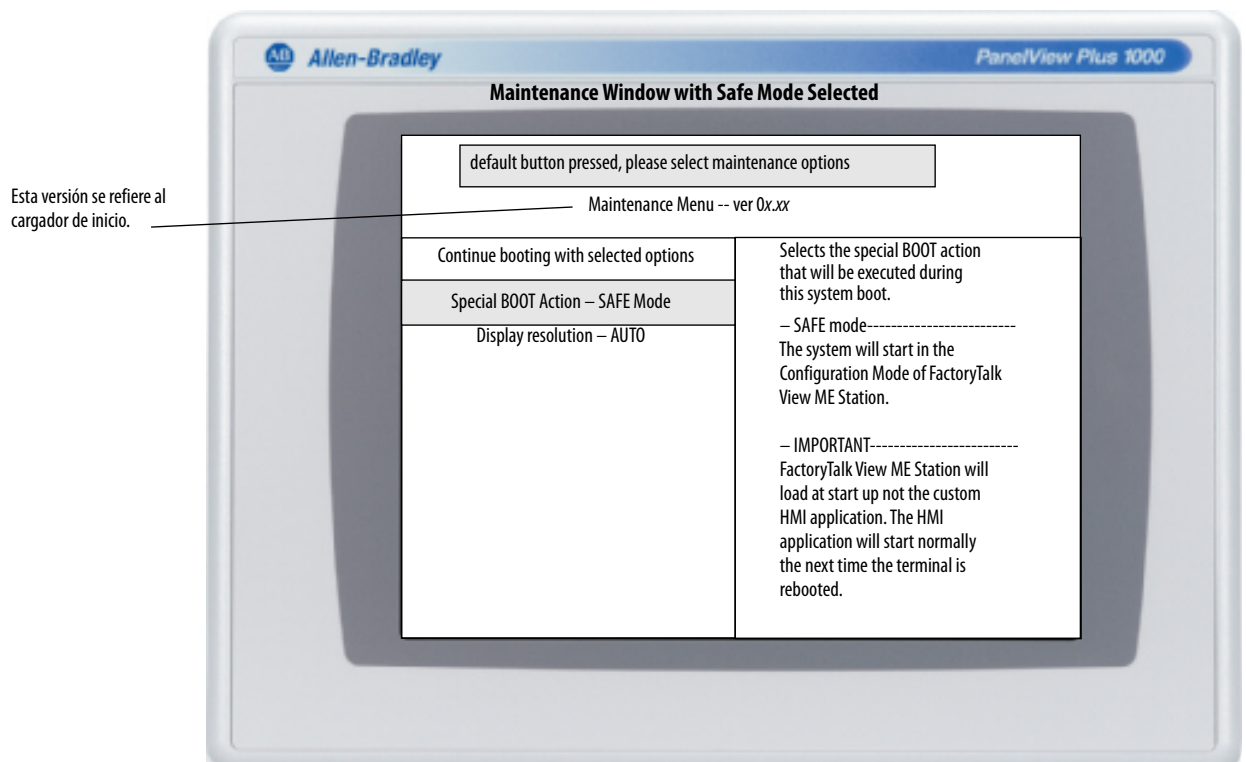 AB Allen-Bradley
PanelView Plus 1000
Maintenance Window with Safe Mode Selected
default button pressed, please select maintenance options
Esta versión se refiere al
cargador de inicio.
Maintenance Menu -- ver 0x.xx
Continue booting with selected options
Special BOOT Action – SAFE Mode
Display resolution – AUTO
Selects the special BOOT action
that will be executed during
this system boot.
– SAFE mode-------------------------
The system will start in the
Configuration Mode of FactoryTalk
View ME Station.
– IMPORTANT-------------------------
FactoryTalk View ME Station will
load at start up not the custom
HMI application. The HMI
application will start normally
the next time the terminal is
rebooted.